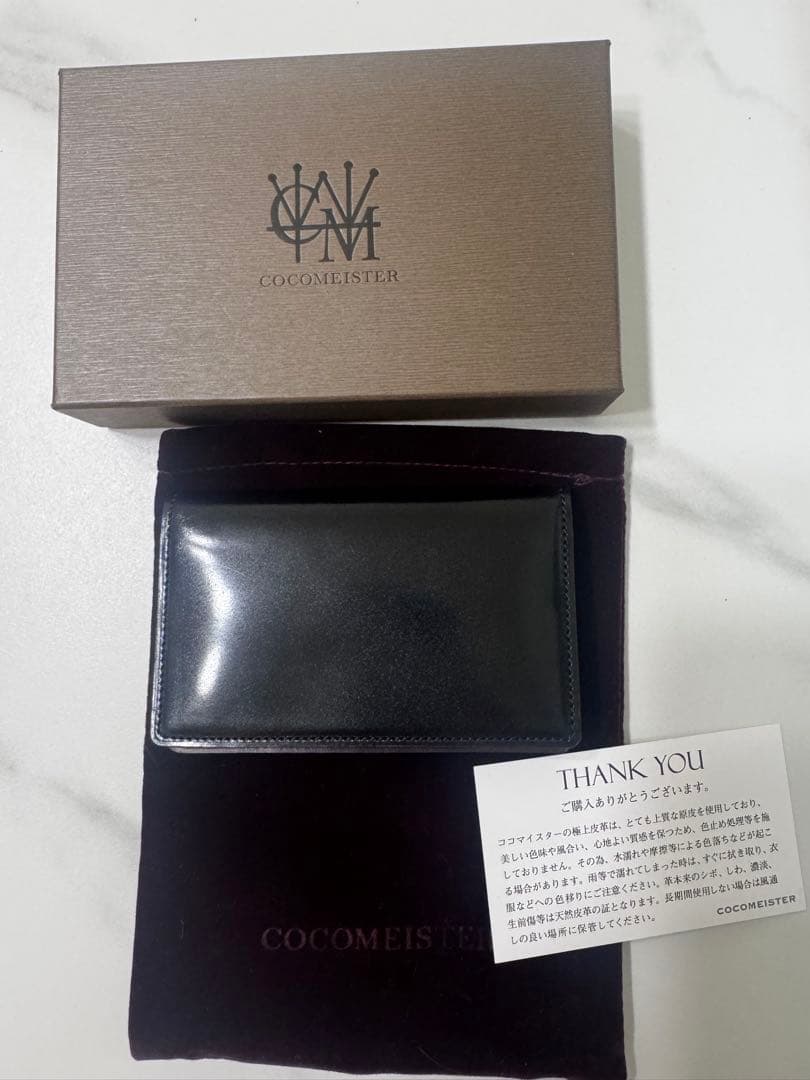 CWM
COCOMEISTER
COCOMEISTER
THANK YOU
ご購入ありがとうございます。
ココマイスターの極上皮革は、とても上質な原皮を使用しており、
美しい色味や風合い、心地よい質感を保つため、色止め処理等を施
しておりません。その為、水濡れや摩擦等による色落ちなどが起こ
る場合があります。雨等で濡れてしまった時は、すぐに拭き取り、衣
服などへの色移りにご注意ください。革本来のシボ、しわ、濃淡、
生前傷等は天然皮革の証となります。長期間使用しない場合は風通
しの良い場所に保管してください。
COCOMEISTER